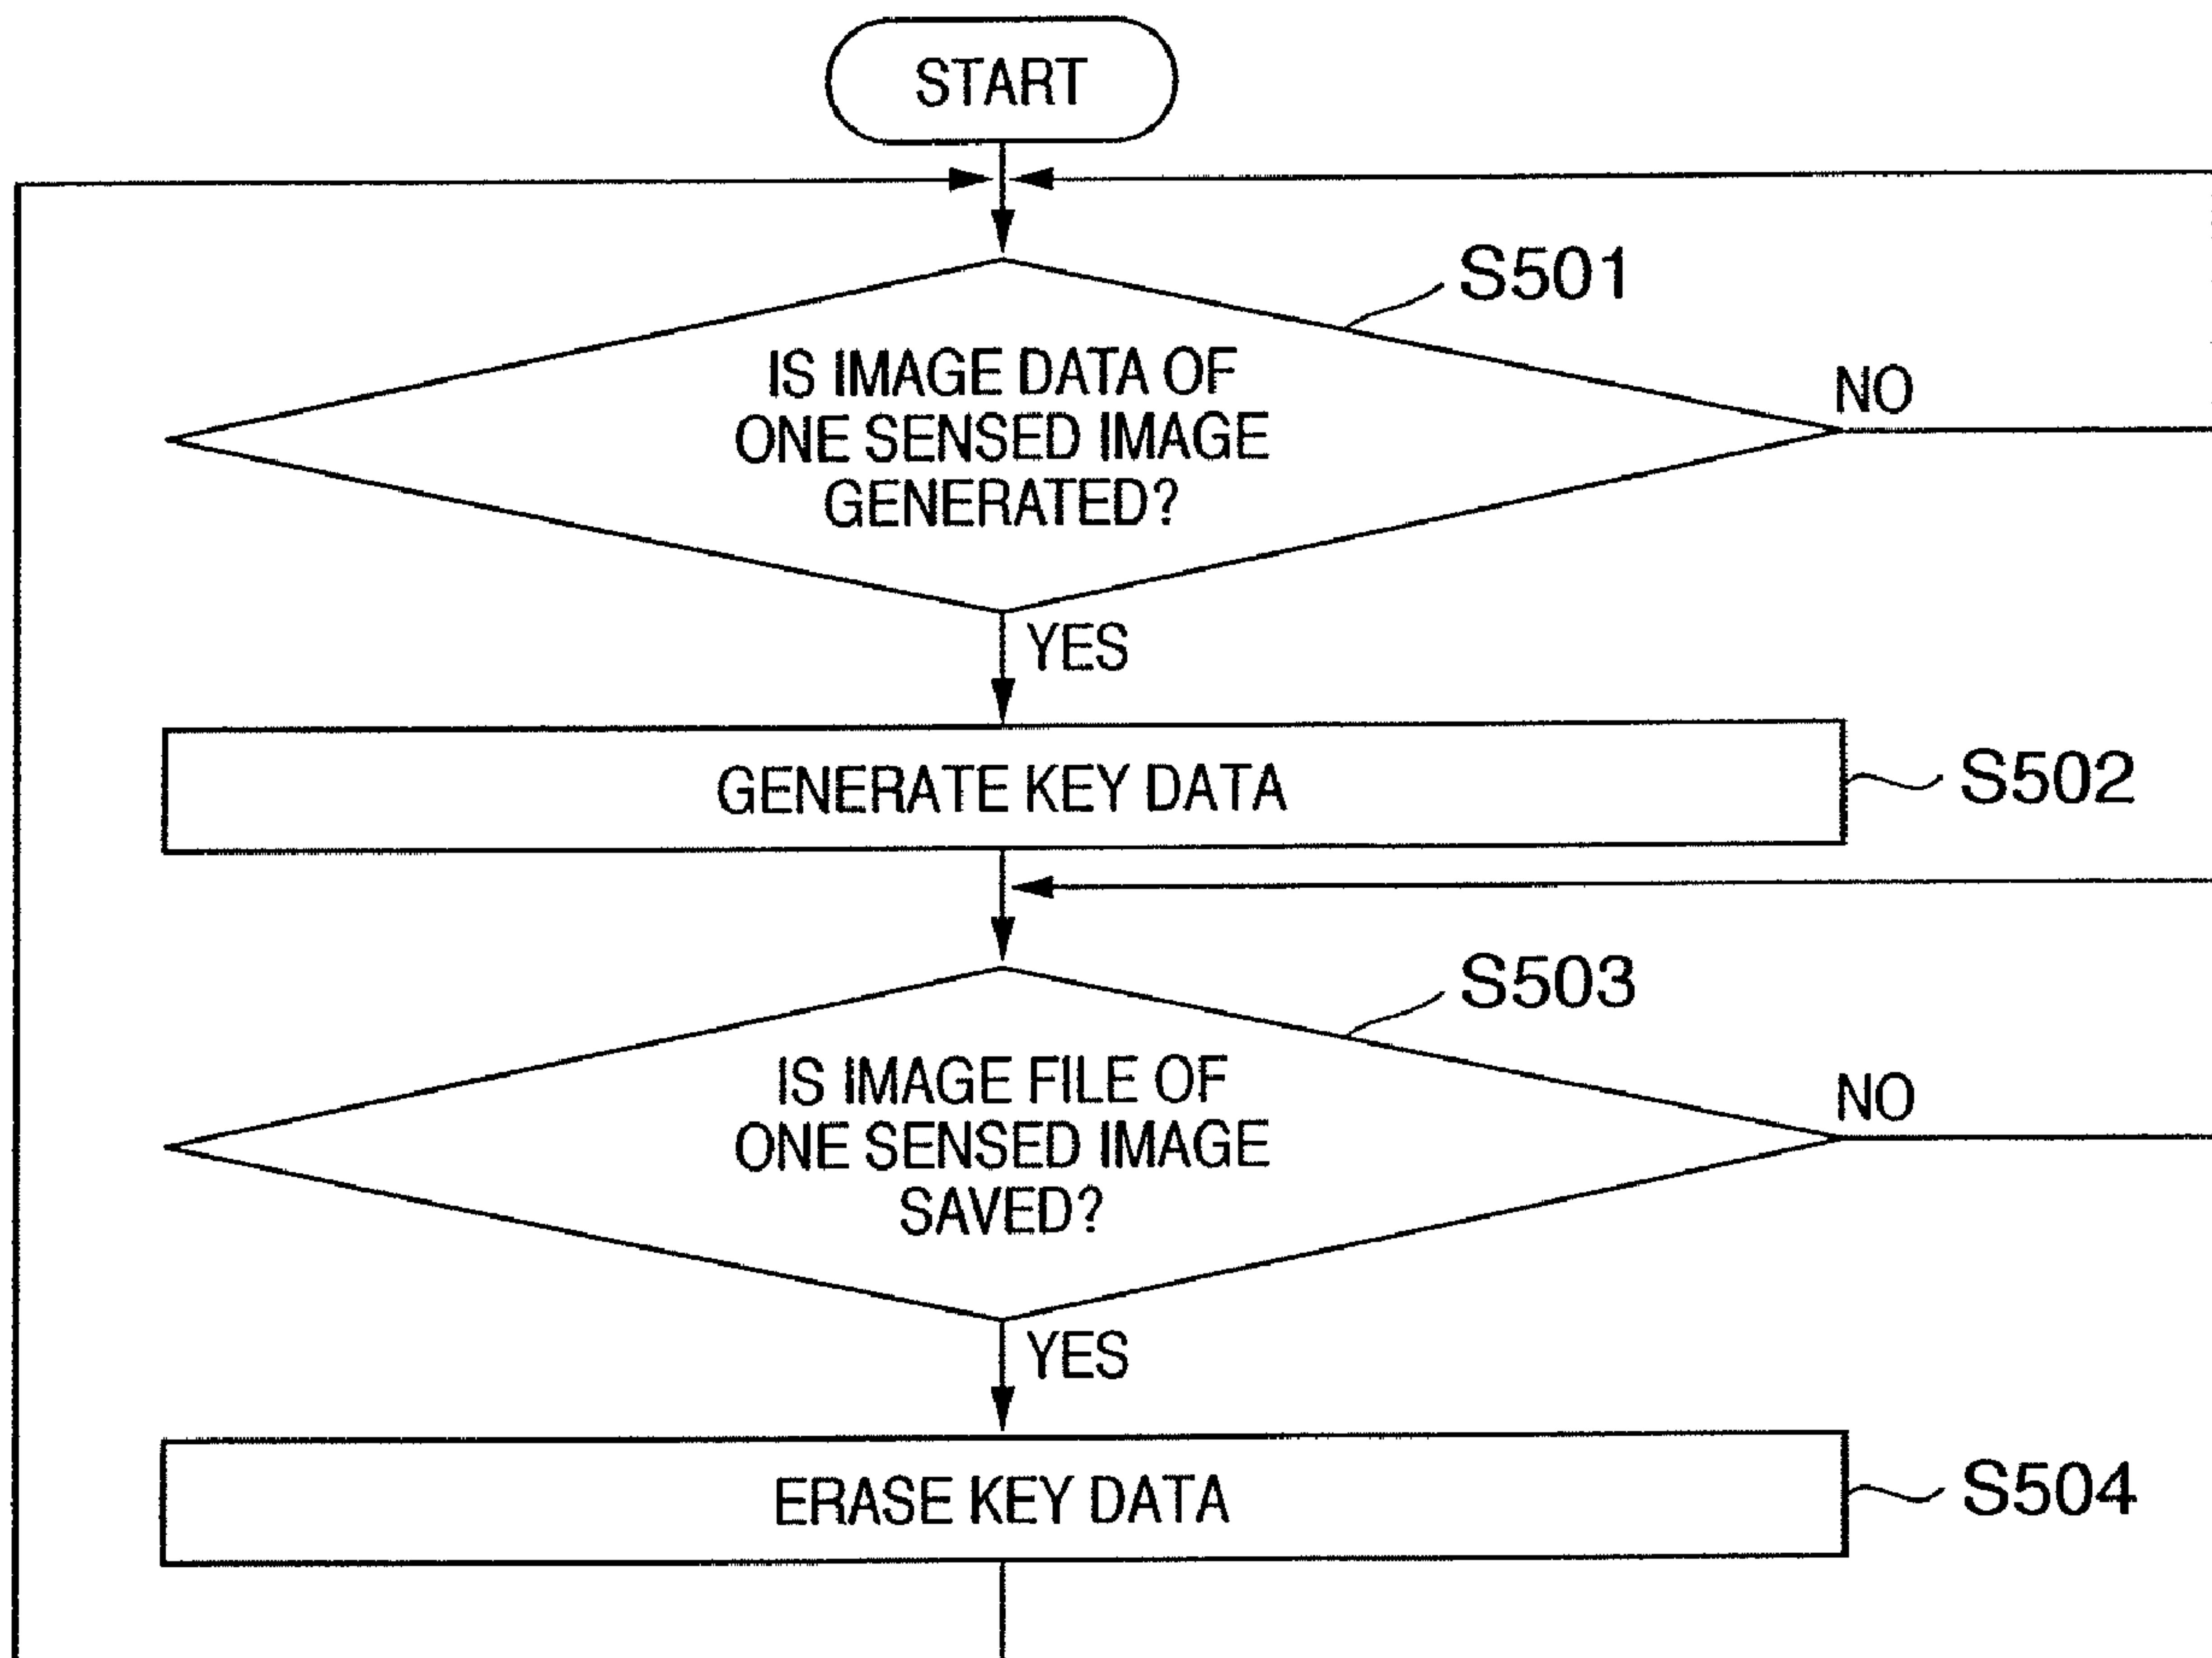 START
S501
IS IMAGE DATA OF
ONE SENSED IMAGE
GENERATED?
NO
YES
GENERATE KEY DATA
S502
S503
IS IMAGE FILE OF
ONE SENSED IMAGE
SAVED?
NO
YES
ERASE KEY DATA
S504